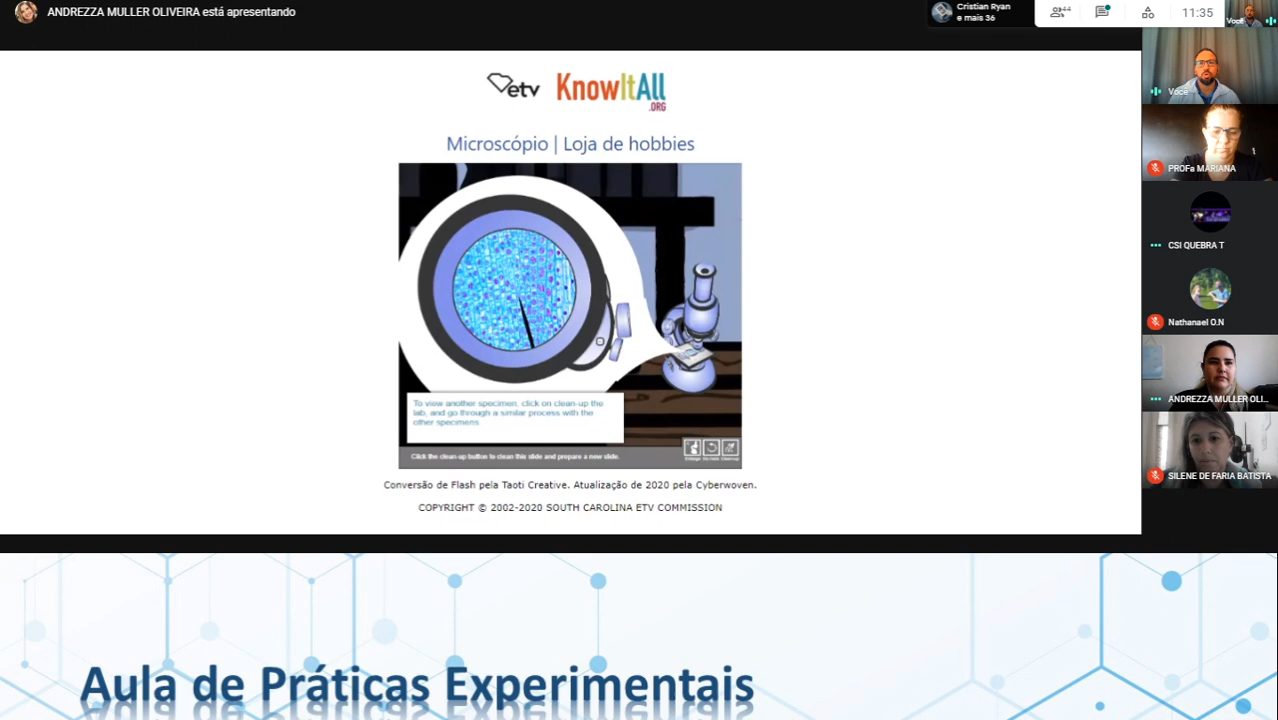 ANDREZZA MULLER OLIVEIRA está apresentando
Cristian Ryan
e mais 36
44
11:35
Você
etv KnowItAll
.ORG
Microscópio | Loja de hobbies
To view another specimen, click on clean-up the
lab, and go through a similar process with the
other specimens
Click the clean-up button to clean this slide and prepare a new slide.
Conversão de Flash pela Taoti Creative. Atualização de 2020 pela Cyberwoven.
COPYRIGHT © 2002-2020 SOUTH CAROLINA ETV COMMISSION
Você
PROFa MARIANA
CSI QUEBRA T
Nathanael O.N
ANDREZZA MULLER OLI...
SILENE DE FARIA BATISTA
Aula de Práticas Experimentais